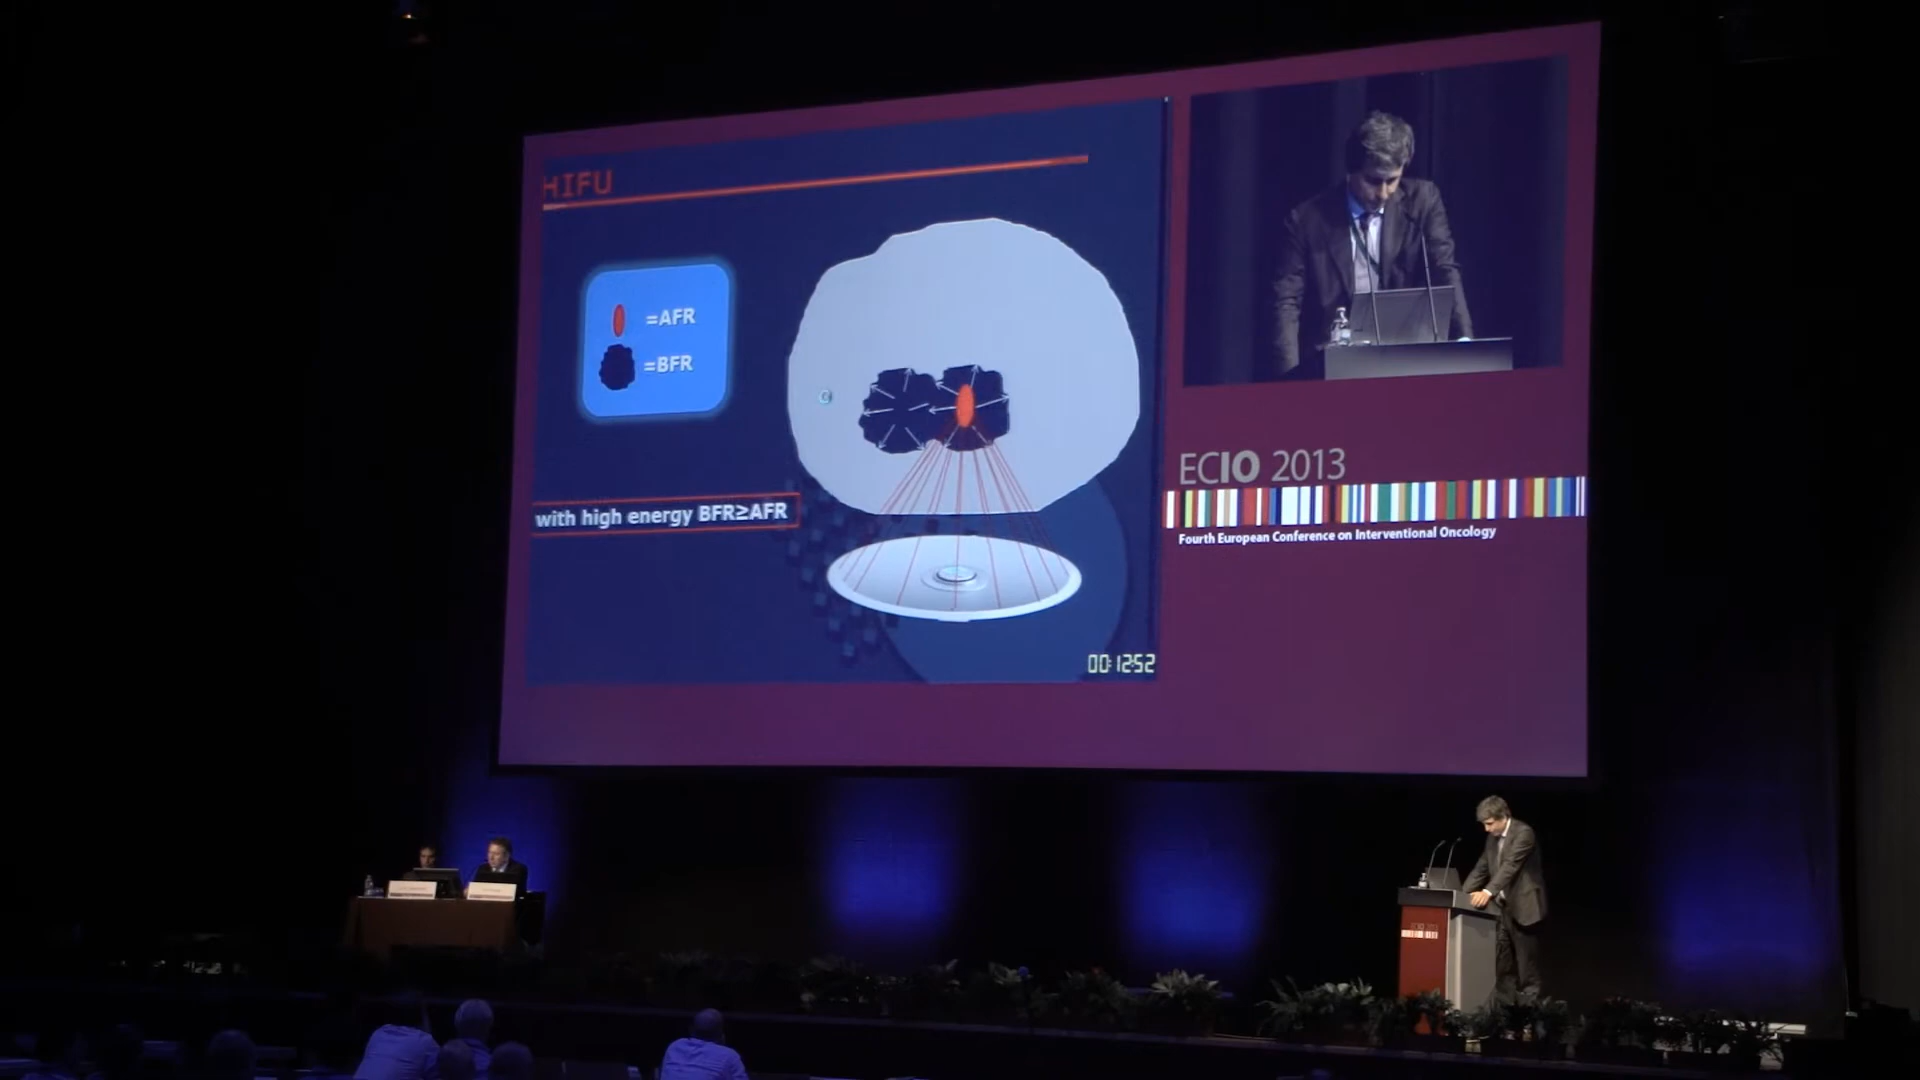 HIFU
=AFR
=BFR
with high energy BFR≥AFR
00:12:52
ECIO 2013
Fourth European Conference on Interventional Oncology